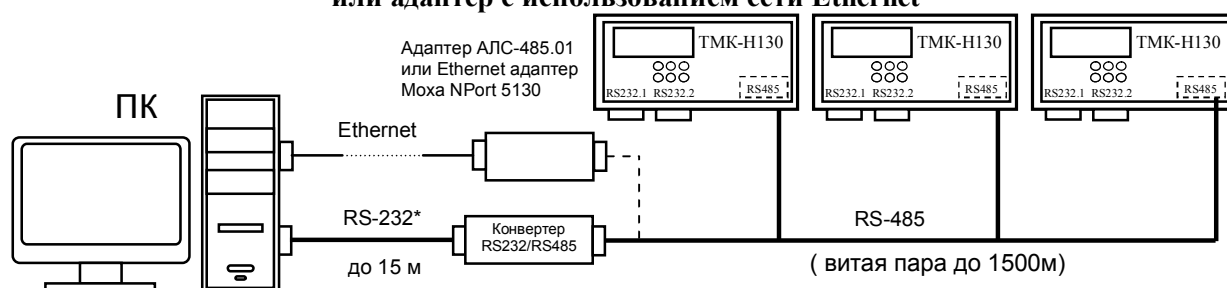 или адаптер с использованием сети Ethernet
Адаптер АЛС-485.01
или Ethernet адаптер
Moxa NPort 5130
ТМК-Н130
RS232.1 RS232.2
RS485
ТМК-Н130
RS232.1 RS232.2
RS485
ТМК-Н130
RS232.1 RS232.2
RS485
ПК
Ethernet
RS-232*
до 15 м
Конвертер
RS232/RS485
RS-485
( витая пара до 1500м)